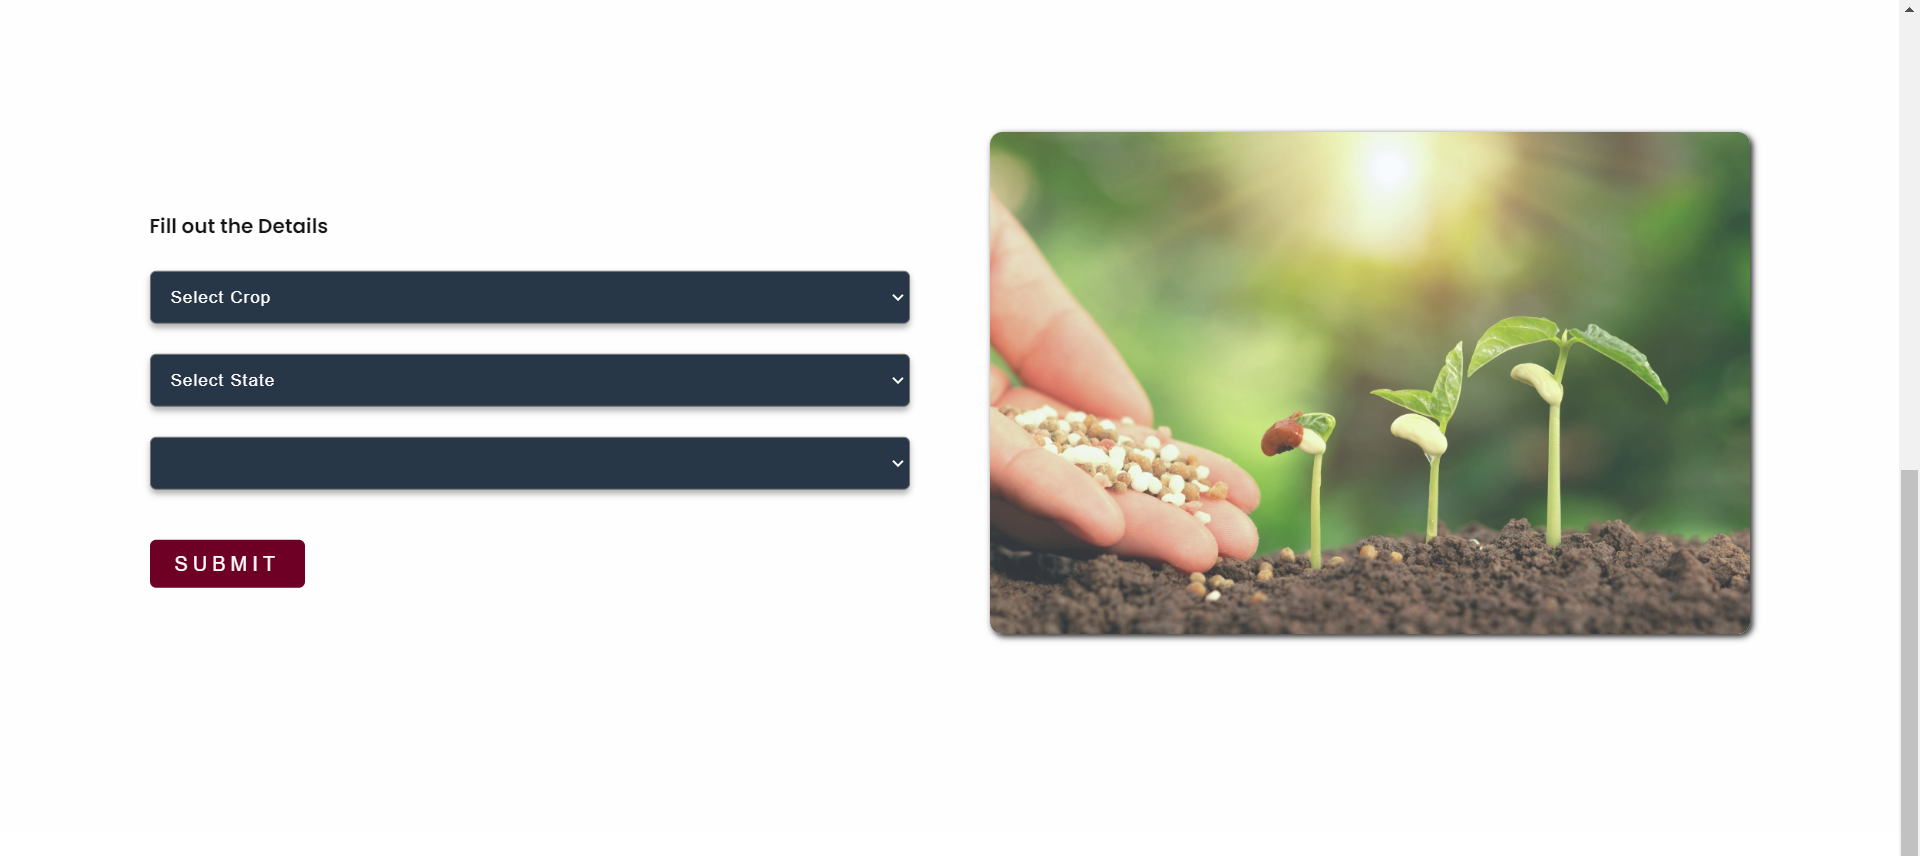 Fill out the Details
Select Crop
Select State
SUBMIT